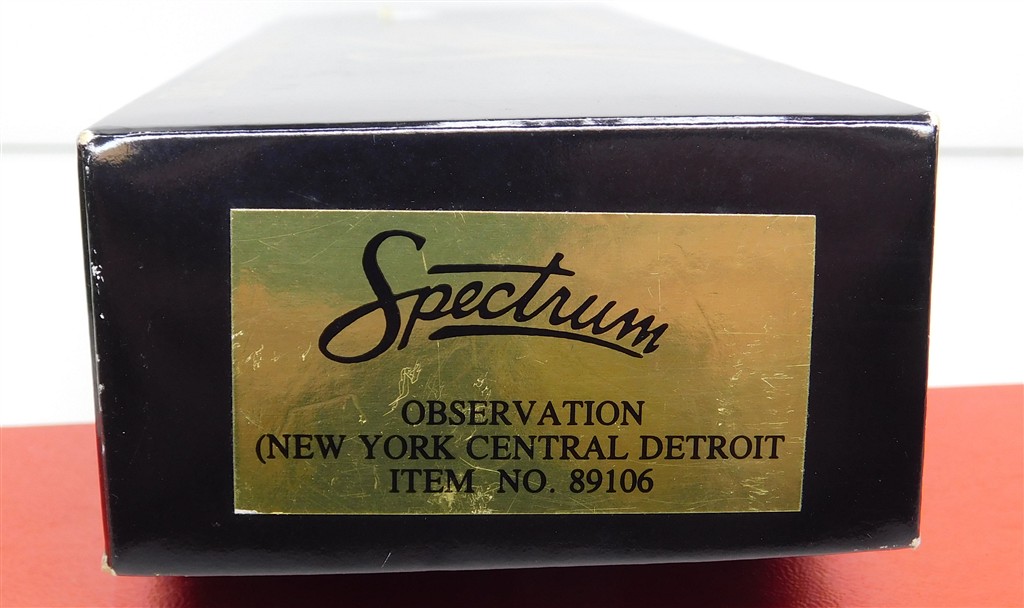 Spectrum
OBSERVATION
(NEW YORK CENTRAL DETROIT
ITEM NO. 89106